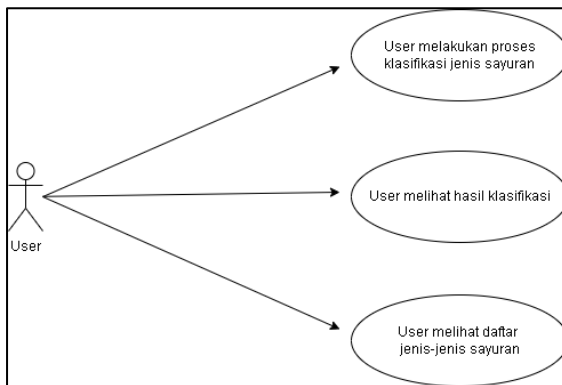 User melakukan proses
klasifikasi jenis sayuran
User melihat hasil klasifikasi
User
User melihat daftar
jenis-jenis sayuran